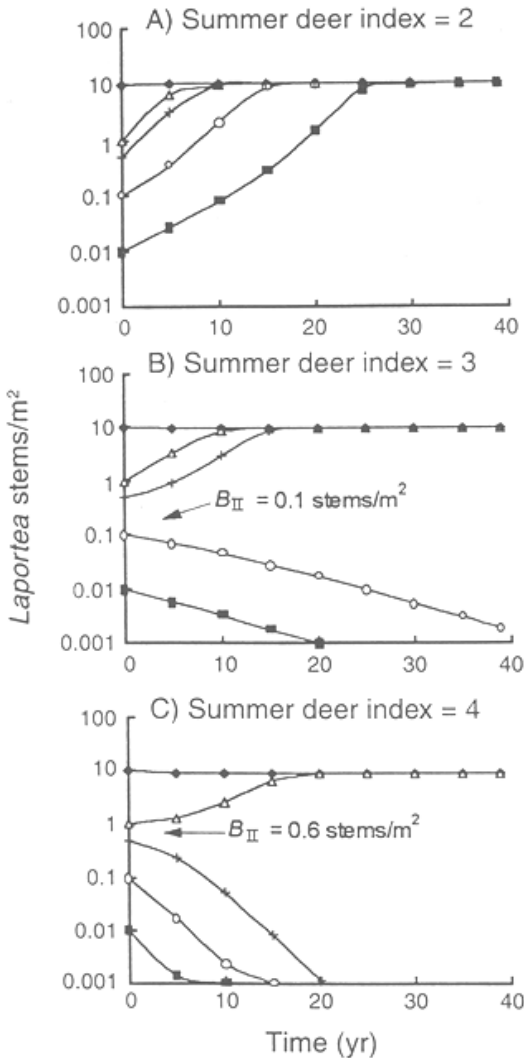 A) Summer deer index = 2
100
10
1
0.1
0.01
0.001
0 10 20 30 40
B) Summer deer index = 3
Laportea stems/m²
100
10
1
0.1
0.01
0.001
B_II = 0.1 stems/m²
0 10 20 30 40
C) Summer deer index = 4
100
10
1
0.1
0.01
0.001
B_II = 0.6 stems/m²
0 10 20 30 40
Time (yr)